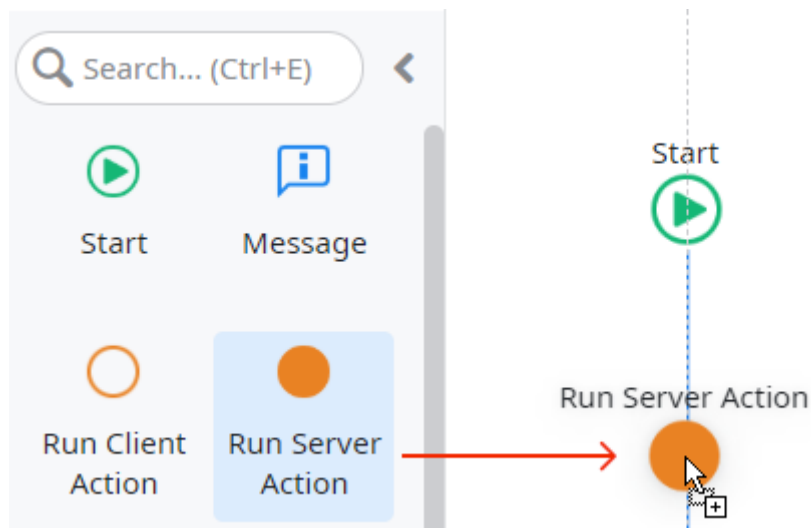 Search... (Ctrl+E)
Start
Message
Run Client
Action
Run Server
Action
Start
Run Server Action